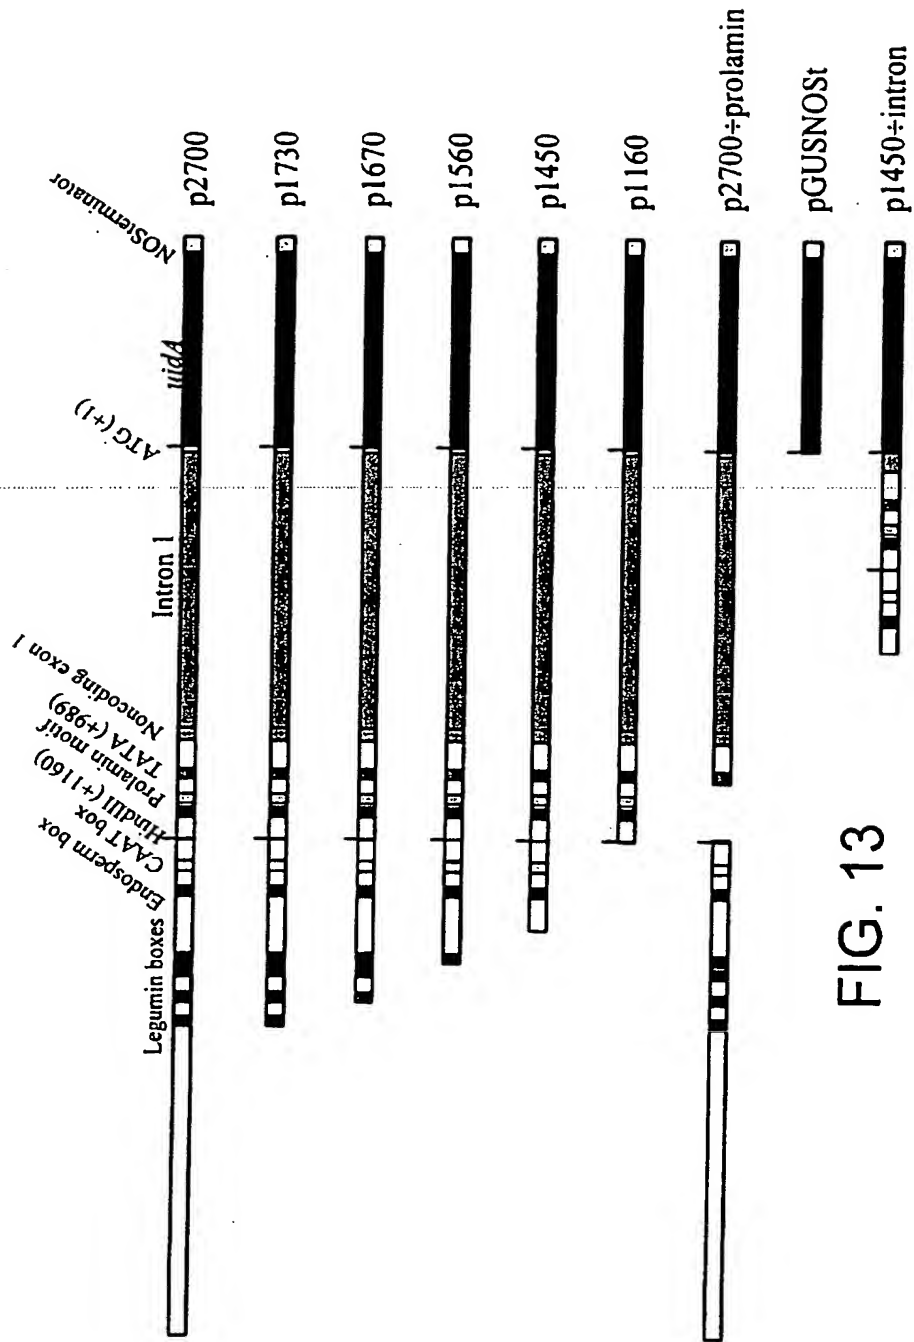 Legumin boxes
Endosperm box
CAAT box
HindIII (+1160)
Prolamin motif
TATA (+989)
Noncoding exon 1
Intron 1
ATG (+1)
uidA
NOSterminator
p2700
p1730
p1670
p1560
p1450
p1160
p2700÷prolamin
pGUSNOSt
p1450÷intron
FIG. 13